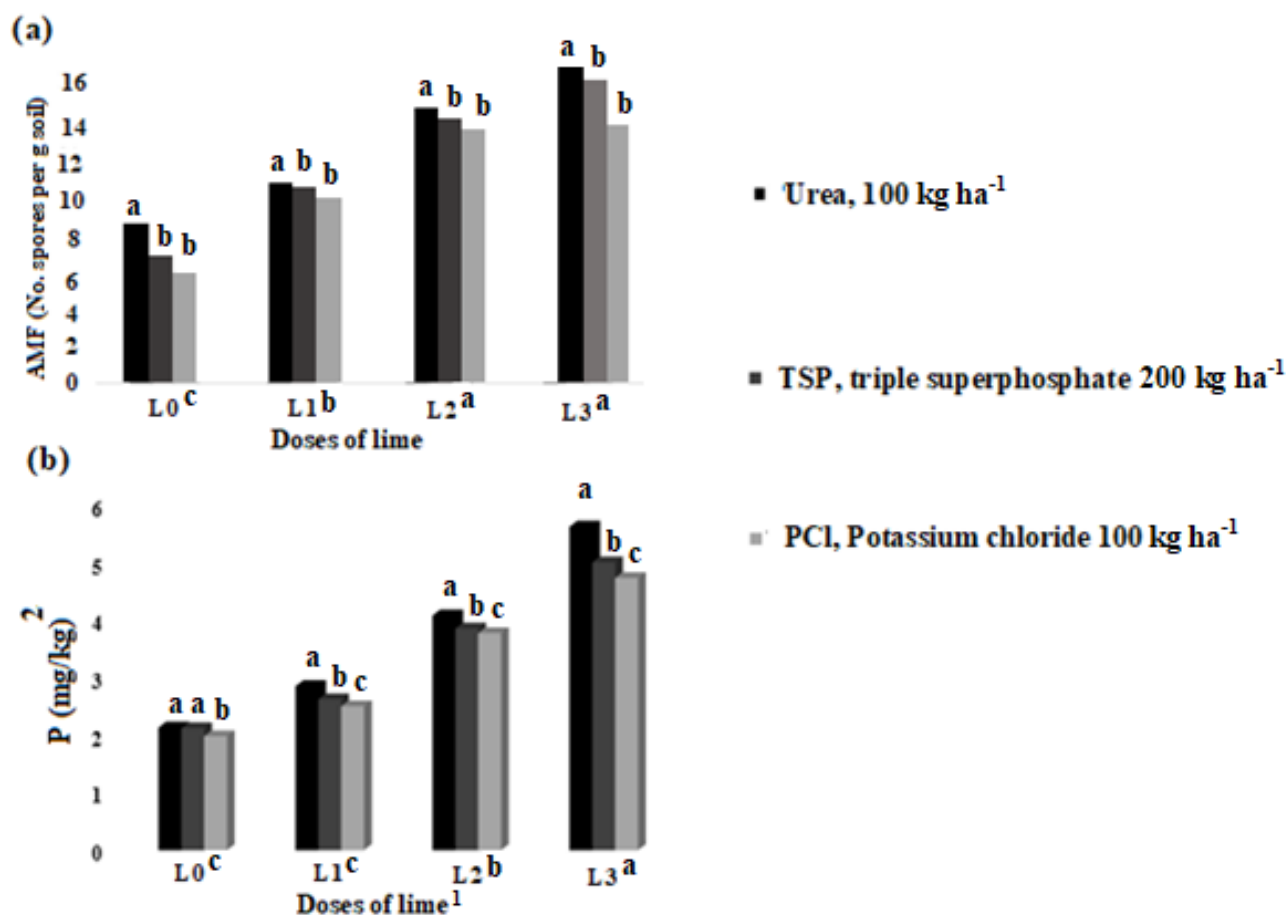 (a)
a b b
a b b
a b b
a b b
16
14
12
10
8
6
4
2
0
AMF (No. spores per g soil)
L0 c L1 b L2 a L3 a
Doses of lime
Urea, 100 kg ha-1
TSP, triple superphosphate 200 kg ha-1
PCl, Potassium chloride 100 kg ha-1
(b)
a a b
a b c
a b c
a b c
6
5
4
3
2
1
0
P (mg/kg) 2
L0 c L1 c L2 b L3 a
Doses of lime 1